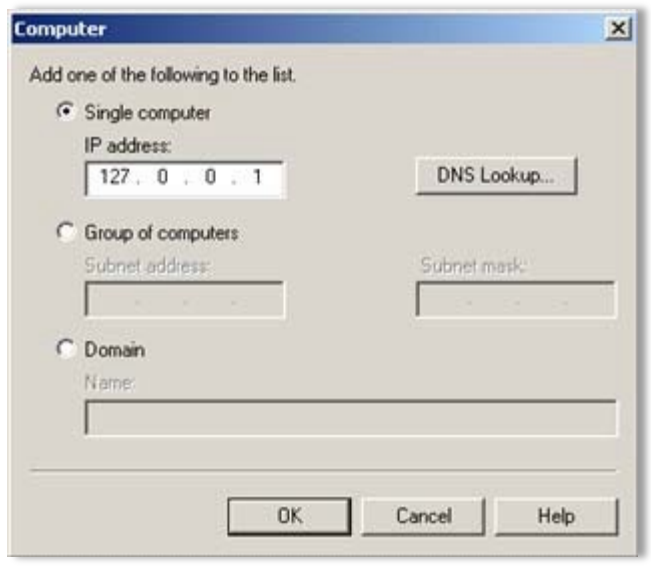 Computer
Add one of the following to the list.
Single computer
IP address:
127 . 0 . 0 . 1
DNS Lookup...
Group of computers
Subnet address:
Subnet mask:
Domain
Name:
OK
Cancel
Help